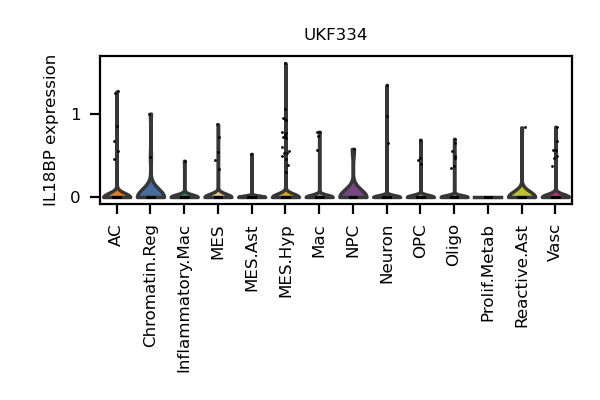 UKF334
IL18BP expression
1
0
AC
Chromatin.Reg
Inflammatory.Mac
MES
MES.Ast
MES.Hyp
Mac
NPC
Neuron
OPC
Oligo
Prolif.Metab
Reactive.Ast
Vasc